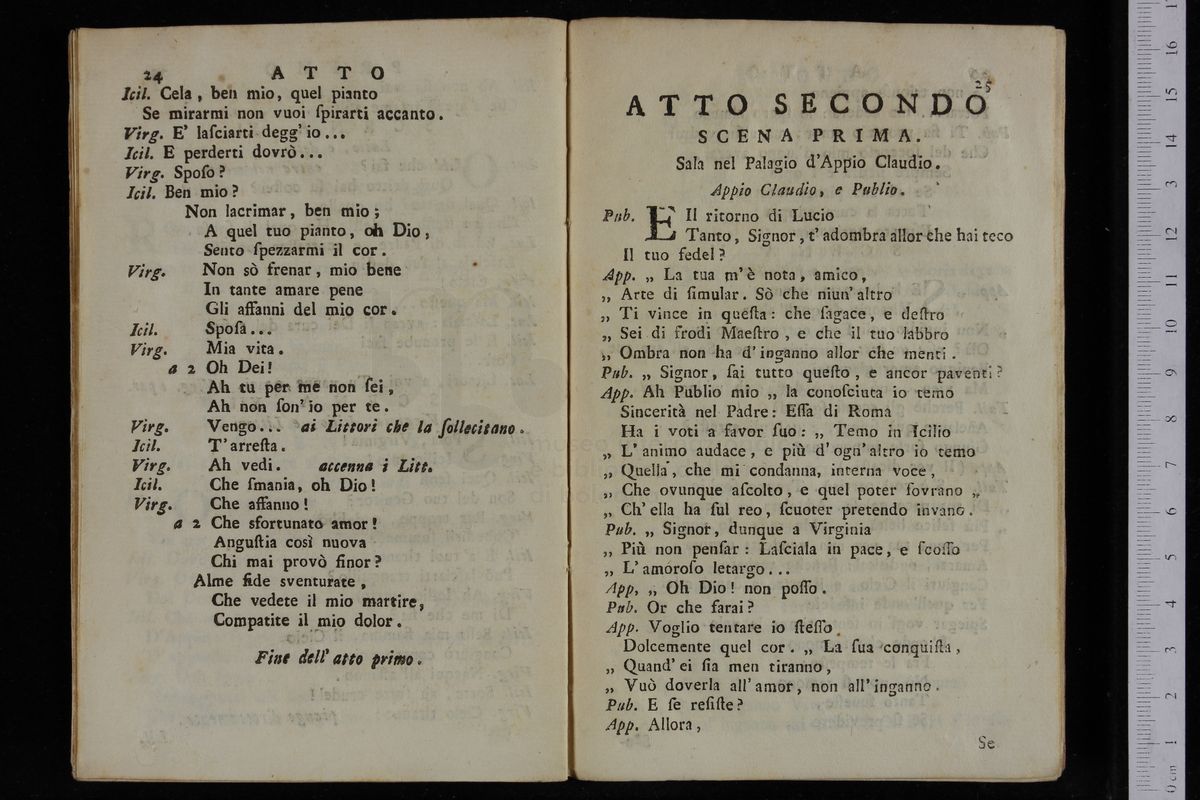 24 ATTO
Icil. Cela, ben mio, quel pianto
Se mirarmi non vuoi ſpirarti accanto.
Virg. E' laſciarti degg' io...
Icil. E perderti dovrò...
Virg. Spoſo?
Icil. Ben mio?
Non lacrimar, ben mio;
A quel tuo pianto, oh Dio,
Sento ſpezzarmi il cor.
Virg. Non sò frenar, mio bene
In tante amare pene
Gli affanni del mio cor.
Icil. Spoſa...
Virg. Mia vita.
a 2 Oh Dei!
Ah tu per me non ſei,
Ah non ſon' io per te.
Virg. Vengo... ai Littori che la ſollecitano.
Icil. T'arreſta.
Virg. Ah vedi. accenna i Litt.
Icil. Che ſmania, oh Dio!
Virg. Che affanno!
a 2 Che sfortunato amor!
Anguſtia così nuova
Chi mai provò finor?
Alme fide sventurate,
Che vedete il mio martire,
Compatite il mio dolor.
Fine dell' atto primo.
25
ATTO SECONDO
SCENA PRIMA.
Sala nel Palagio d'Appio Claudio.
Appio Claudio, e Publio.
Pub. E Il ritorno di Lucio
Tanto, Signor, t' adombra allor che hai teco
Il tuo fedel?
App. „ La tua m'è nota, amico,
„ Arte di ſimular. Sò che niun' altro
„ Ti vince in queſta: che ſagace, e deſtro
„ Sei di frodi Maeſtro, e che il tuo labbro
„ Ombra non ha d' inganno allor che menti.
Pub. „ Signor, ſai tutto queſto, e ancor paventi?
App. Ah Publio mio „ la conoſciuta io temo
Sincerità nel Padre: Eſſa di Roma
Ha i voti a favor ſuo: „ Temo in Icilio
„ L' animo audace, e più d' ogn' altro io temo
„ Quella, che mi condanna, interna voce,
„ Che ovunque aſcolto, e quel poter ſovrano „
„ Ch' ella ha ſul reo, ſcuoter pretendo invano.
Pub. „ Signor, dunque a Virginia
„ Più non penſar: Laſciala in pace, e ſcoſſo
„ L' amoroſo letargo...
App, „ Oh Dio! non poſſo.
Pub. Or che farai?
App. Voglio tentare io ſteſſo
Dolcemente quel cor. „ La ſua conquiſta,
„ Quand' ei ſia men tiranno,
„ Vuò doverla all' amor, non all' inganno.
Pub. E ſe reſiſte?
App. Allora,
Se